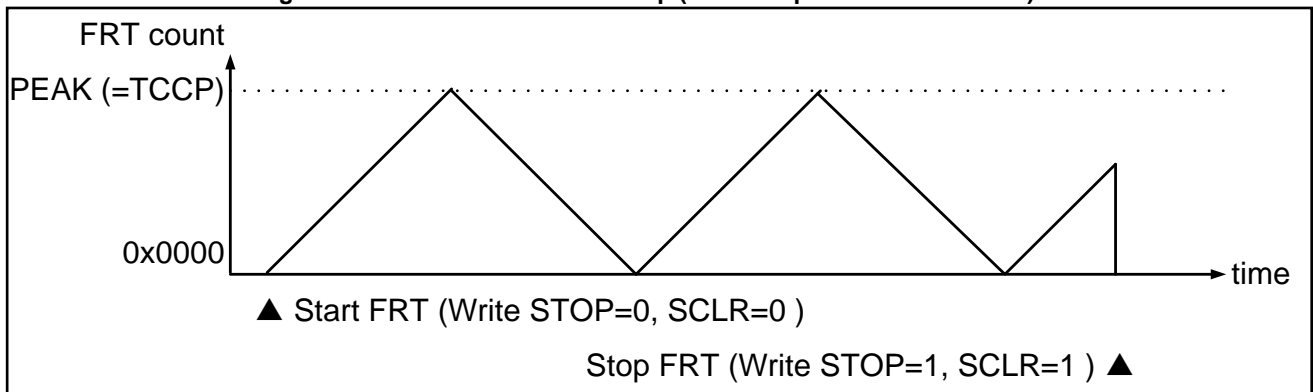 FRT count
PEAK (=TCCP)
0x0000
time
▲ Start FRT (Write STOP=0, SCLR=0 )
Stop FRT (Write STOP=1, SCLR=1 ) ▲